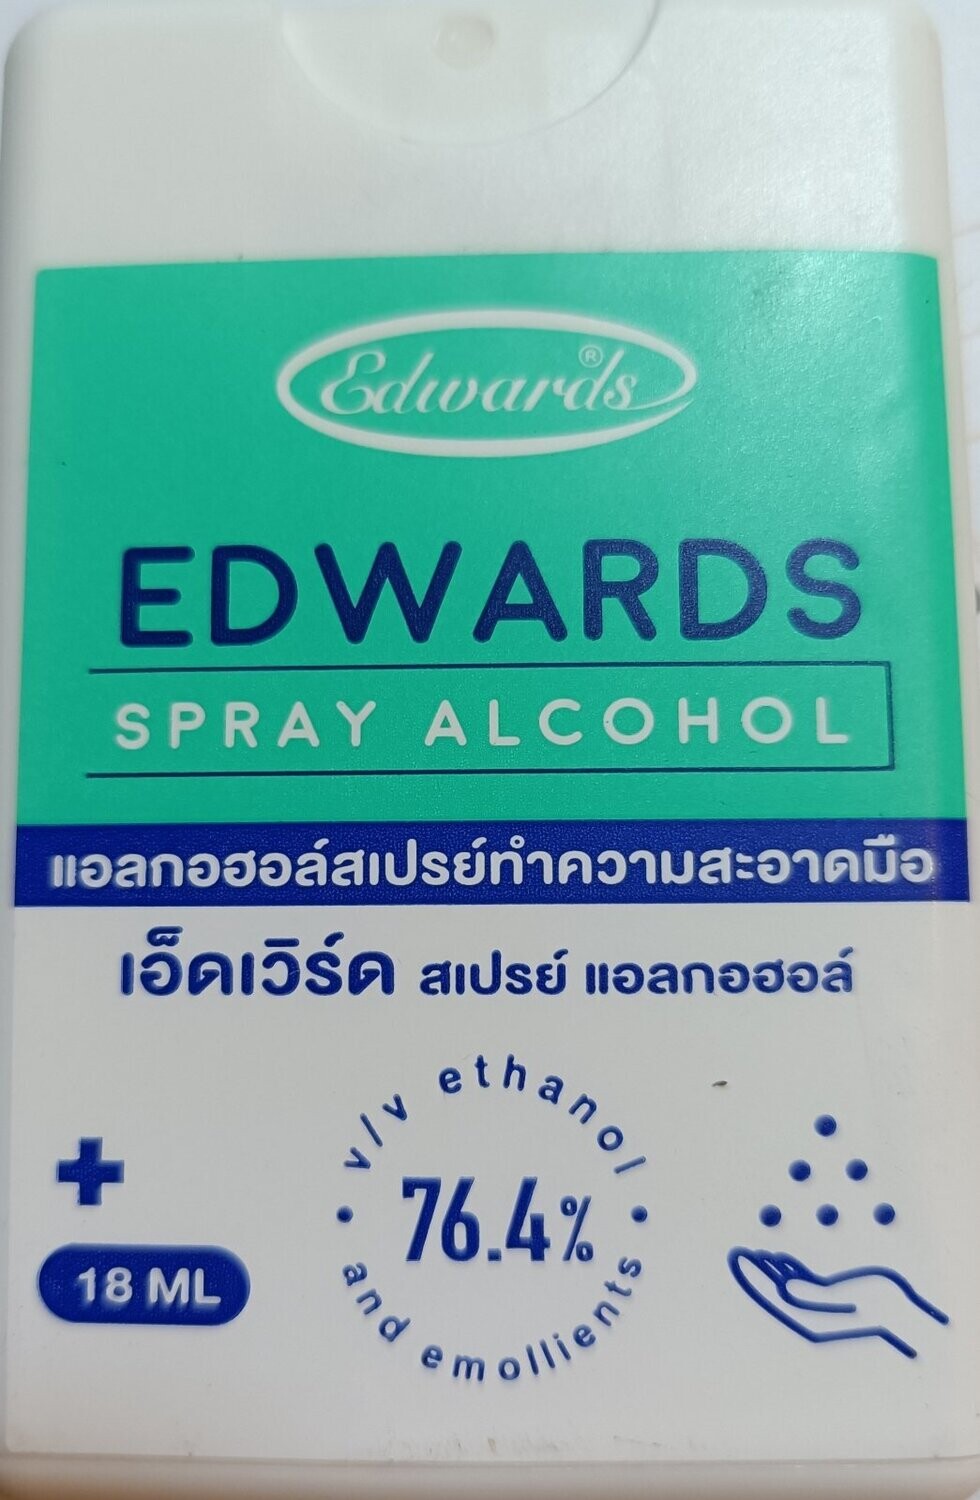 Edwards®
EDWARDS
SPRAY ALCOHOL
แอลกอฮอล์สเปรย์ทำความสะอาดมือ
เอ็ดเวิร์ด สเปรย์ แอลกอฮอล์
v/v ethanol
76.4%
and emollients
18 ML